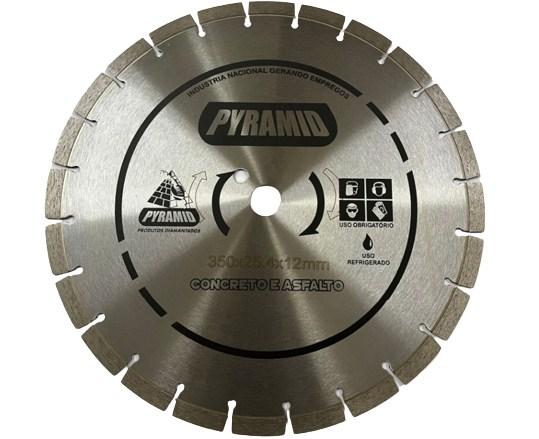 INDUSTRIA NACIONAL GERANDO EMPREGOS
PYRAMID
PYRAMID
PRODUTOS DIAMANTADOS
USO OBRIGATÓRIO
USO
REFRIGERADO
350x25.4x12mm
CONCRETO E ASFALTO